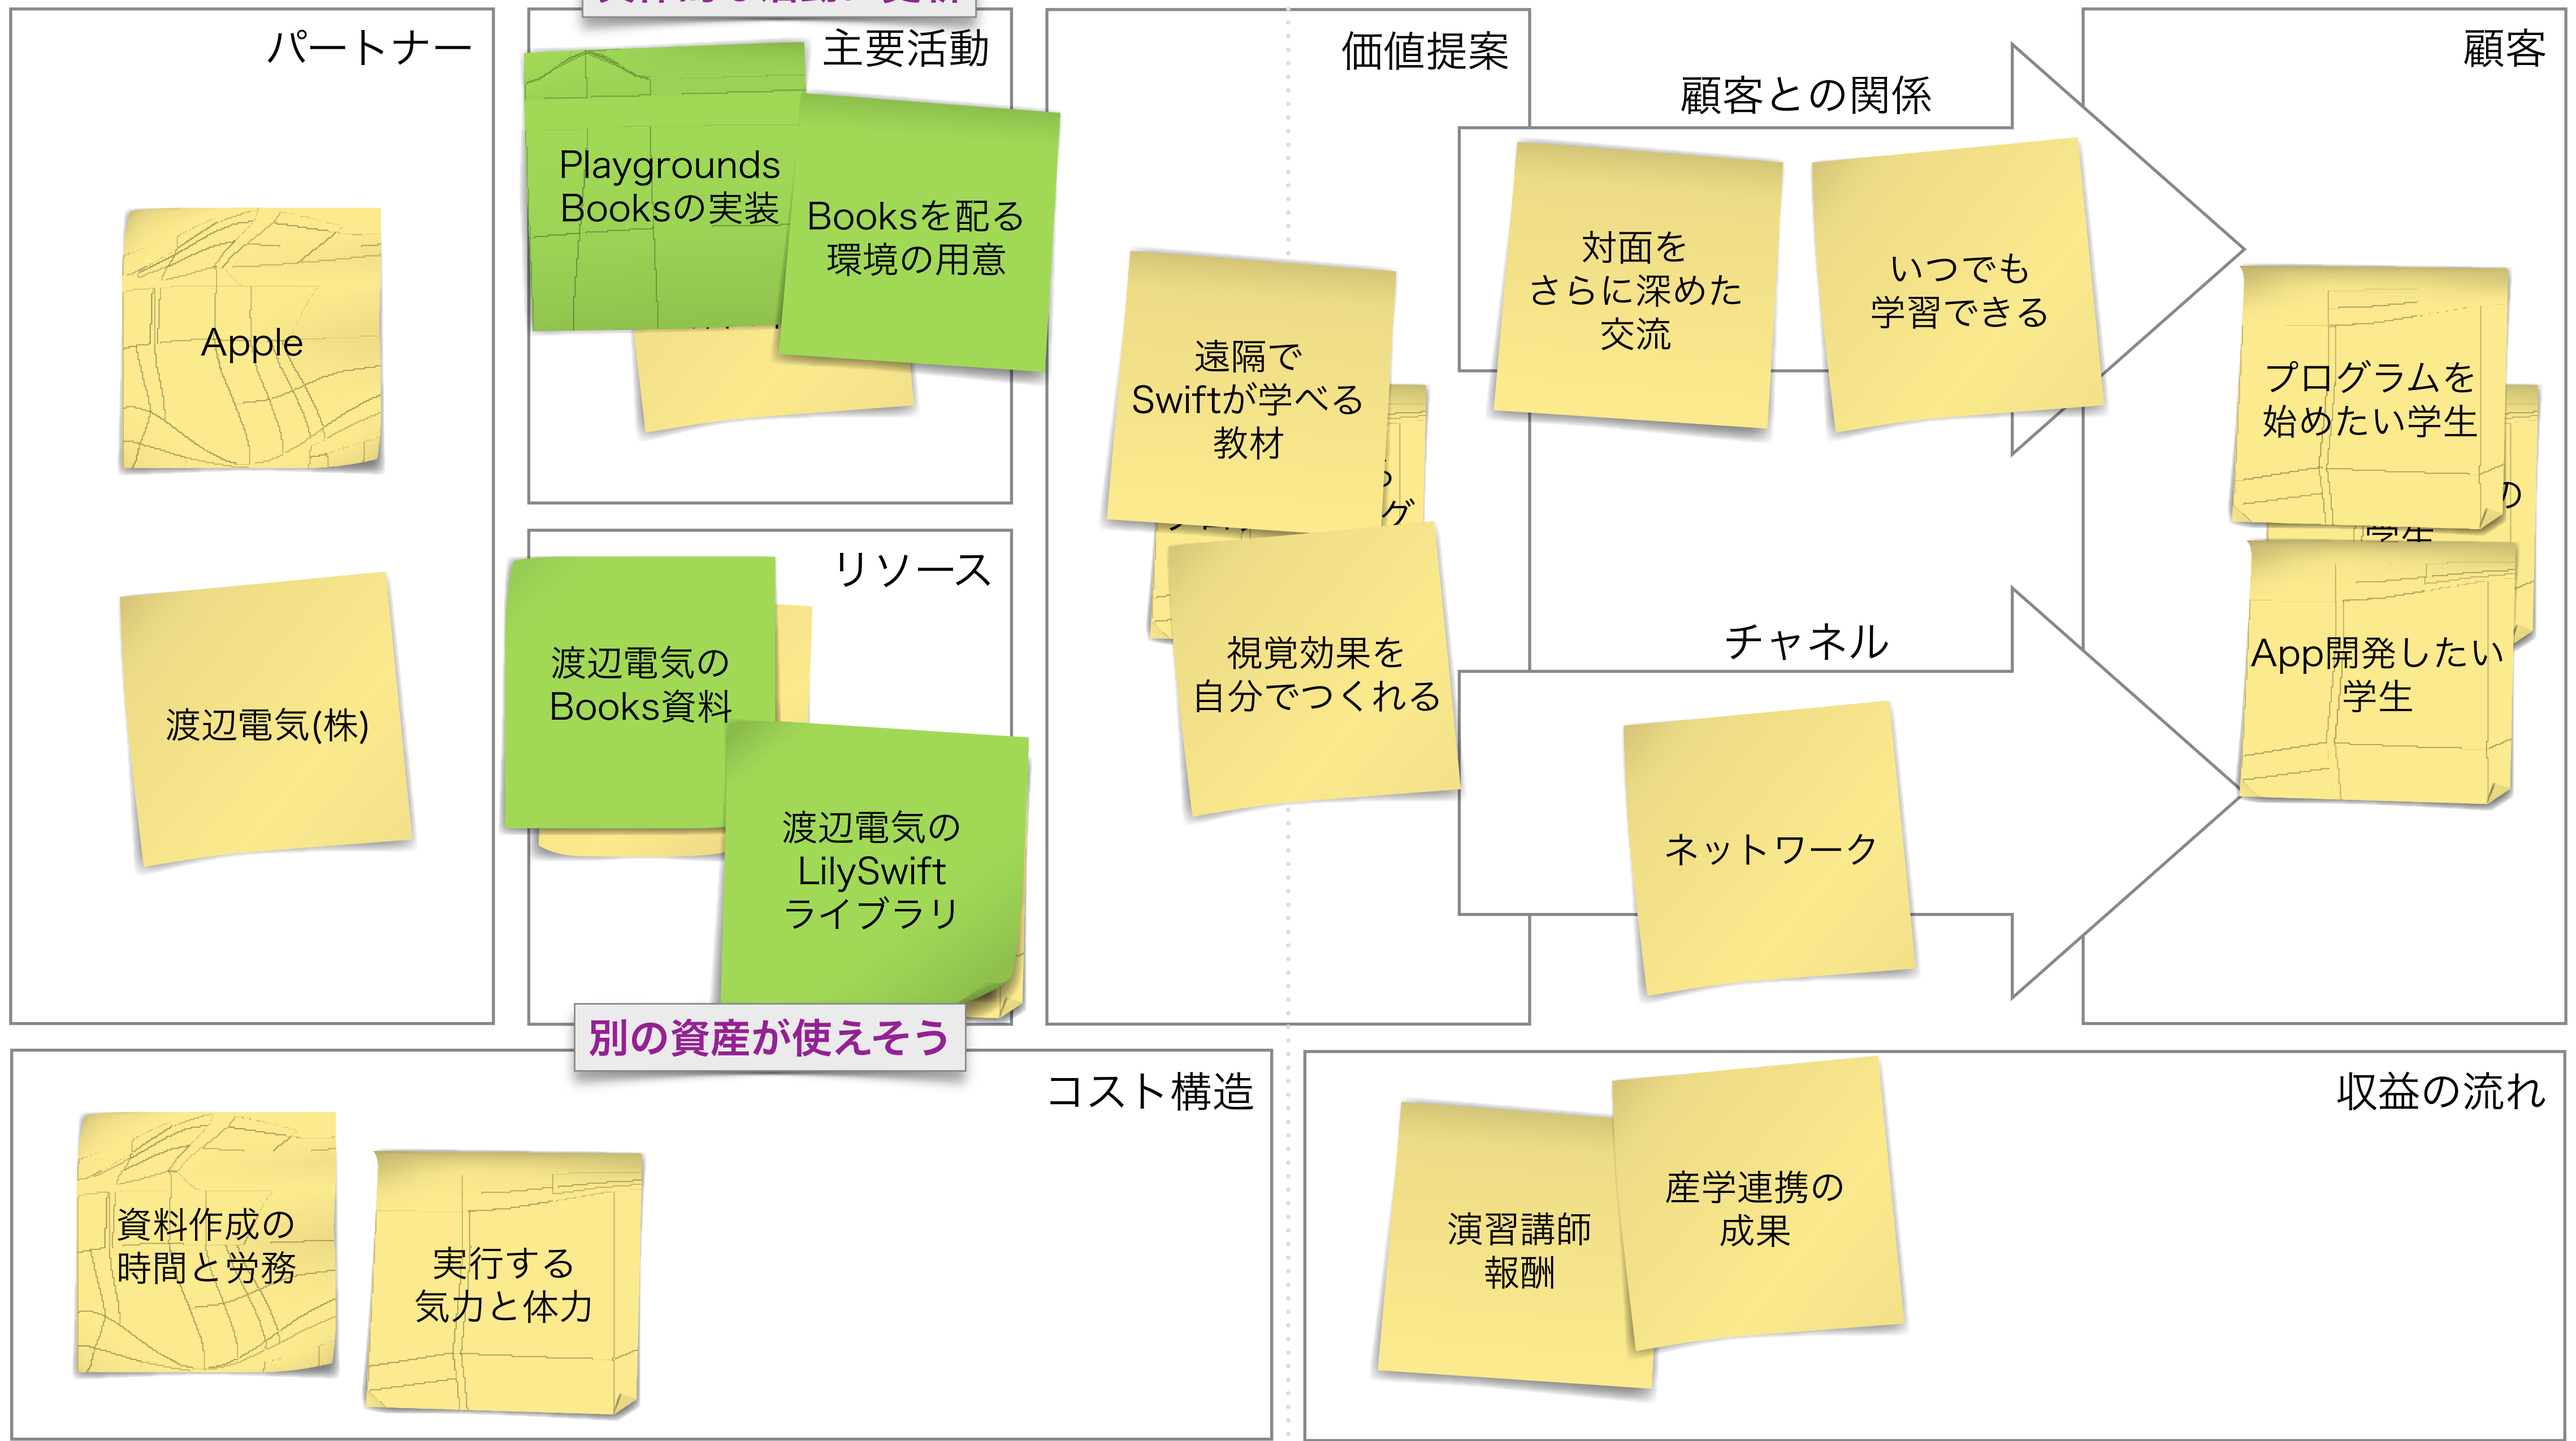 パートナー
Apple
渡辺電気(株)
主要活動
Playgrounds
Booksの実装
Booksを配る
環境の用意
リソース
渡辺電気の
Books資料
渡辺電気の
LilySwift
ライブラリ
別の資産が使えそう
価値提案
遠隔で
Swiftが学べる
教材
視覚効果を
自分でつくれる
顧客との関係
対面を
さらに深めた
交流
いつでも
学習できる
チャネル
ネットワーク
顧客
プログラムを
始めたい学生
の
学生
App開発したい
学生
コスト構造
資料作成の
時間と労務
実行する
気力と体力
収益の流れ
演習講師
報酬
産学連携の
成果